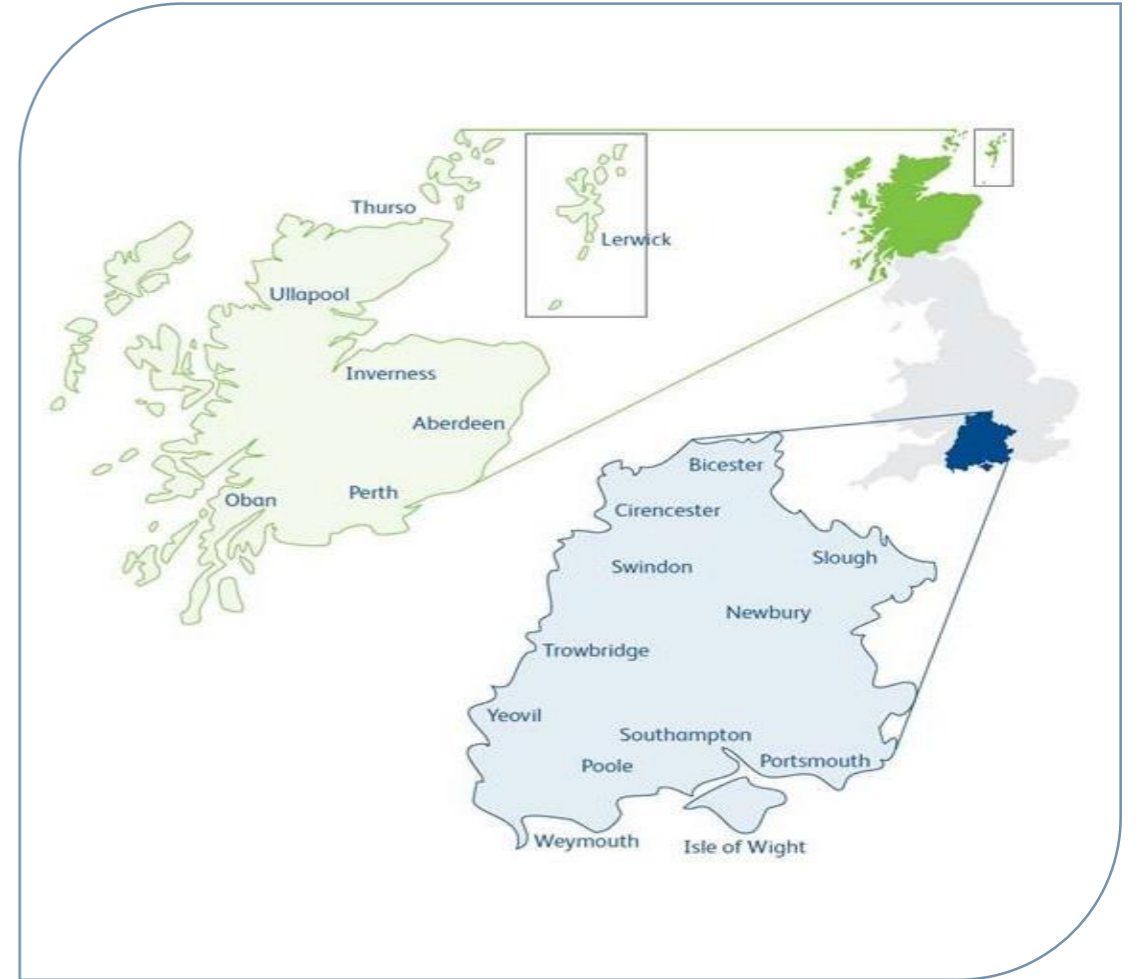 Thurso
Lerwick
Ullapool
Inverness
Aberdeen
Oban
Perth
Bicester
Cirencester
Swindon
Slough
Newbury
Trowbridge
Yeovil
Southampton
Poole
Portsmouth
Weymouth
Isle of Wight